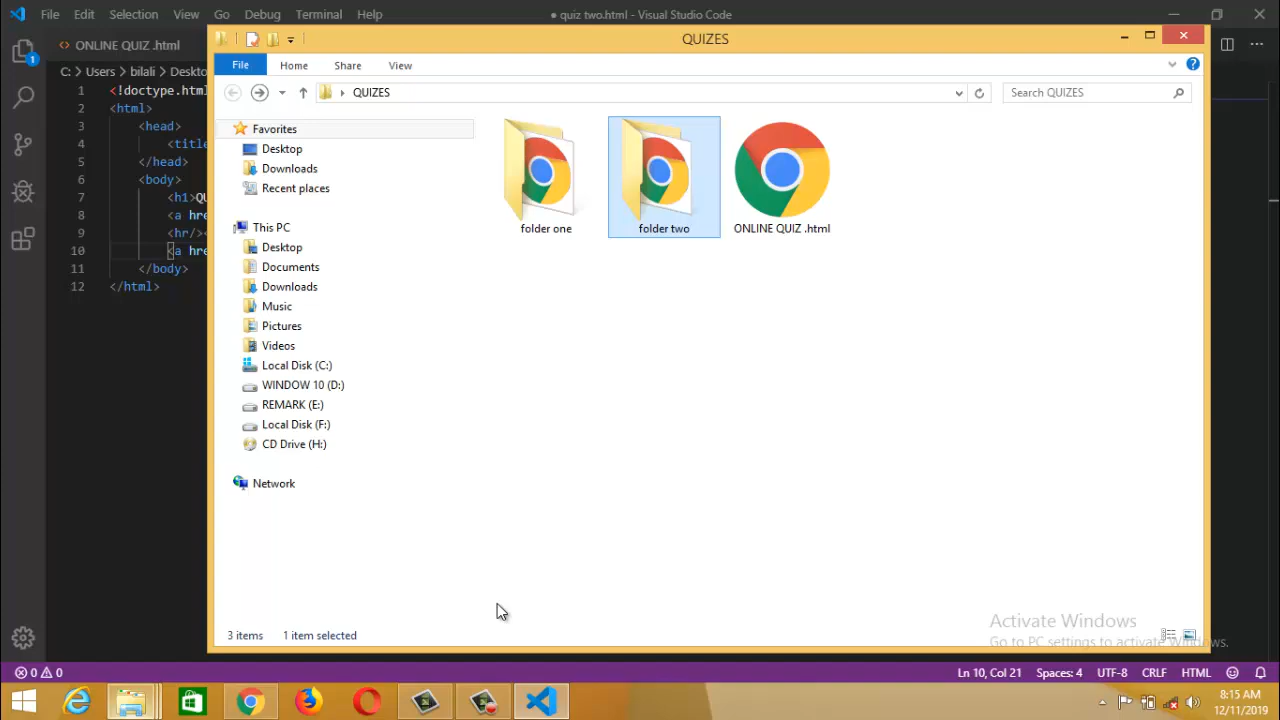 File Edit Selection View Go Debug Terminal Help
● quiz two.html - Visual Studio Code
ONLINE QUIZ .html
1
C: > Users > bilali > Deskto
1 <!doctype.html
2 <html>
3 <head>
4 <title
5 </head>
6 <body>
7 <h1>QU
8 <a hre
9 <hr/><
10 <a hre
11 </body>
12 </html>
QUIZES
File Home Share View
QUIZES
Search QUIZES
Favorites
Desktop
Downloads
Recent places
This PC
Desktop
Documents
Downloads
Music
Pictures
Videos
Local Disk (C:)
WINDOW 10 (D:)
REMARK (E:)
Local Disk (F:)
CD Drive (H:)
Network
folder one
folder two
ONLINE QUIZ .html
3 items 1 item selected
Activate Windows
Go to PC settings to activate Windows.
0 0
Ln 10, Col 21 Spaces: 4 UTF-8 CRLF HTML
8:15 AM
12/11/2019